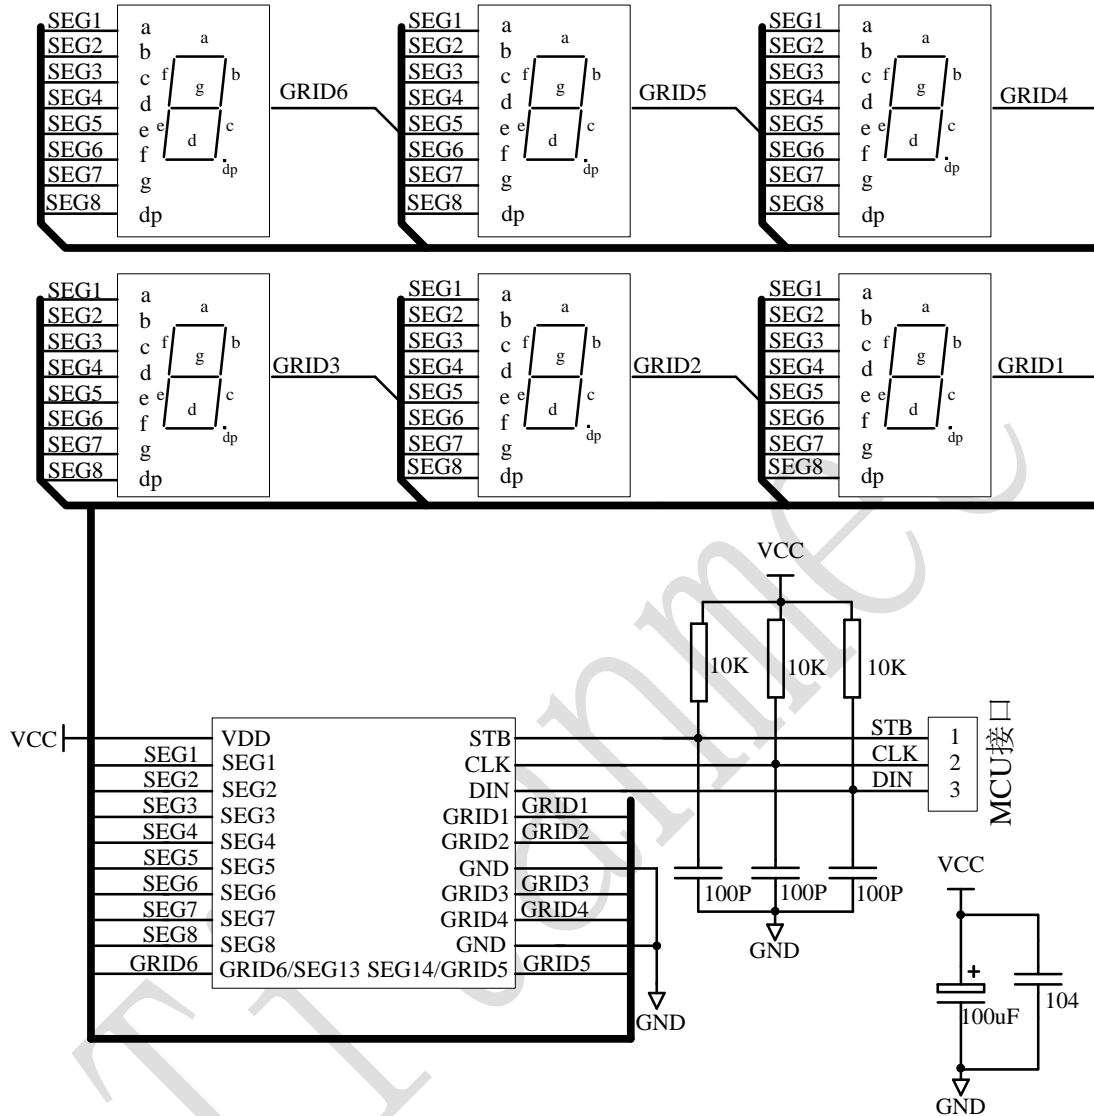 SEG1 a
SEG2 b
SEG3 c
SEG4 d
SEG5 e
SEG6 f
SEG7 g
SEG8 dp
a
f b
g
e c
d
dp
GRID6
SEG1 a
SEG2 b
SEG3 c
SEG4 d
SEG5 e
SEG6 f
SEG7 g
SEG8 dp
a
f b
g
e c
d
dp
GRID5
SEG1 a
SEG2 b
SEG3 c
SEG4 d
SEG5 e
SEG6 f
SEG7 g
SEG8 dp
a
f b
g
e c
d
dp
GRID4
SEG1 a
SEG2 b
SEG3 c
SEG4 d
SEG5 e
SEG6 f
SEG7 g
SEG8 dp
a
f b
g
e c
d
dp
GRID3
SEG1 a
SEG2 b
SEG3 c
SEG4 d
SEG5 e
SEG6 f
SEG7 g
SEG8 dp
a
f b
g
e c
d
dp
GRID2
SEG1 a
SEG2 b
SEG3 c
SEG4 d
SEG5 e
SEG6 f
SEG7 g
SEG8 dp
a
f b
g
e c
d
dp
GRID1
VCC
10K 10K 10K
VCC VDD STB STB 1
SEG1 SEG1 CLK CLK 2
SEG2 SEG2 DIN DIN 3
MCU接口
SEG3 SEG3 GRID1 GRID1
SEG4 SEG4 GRID2 GRID2
SEG5 SEG5 GND
SEG6 SEG6 GRID3 GRID3
SEG7 SEG7 GRID4 GRID4
SEG8 SEG8 GND
GRID6 GRID6/SEG13 SEG14/GRID5 GRID5
GND
100P 100P 100P
GND
VCC
+
100uF 104
GND